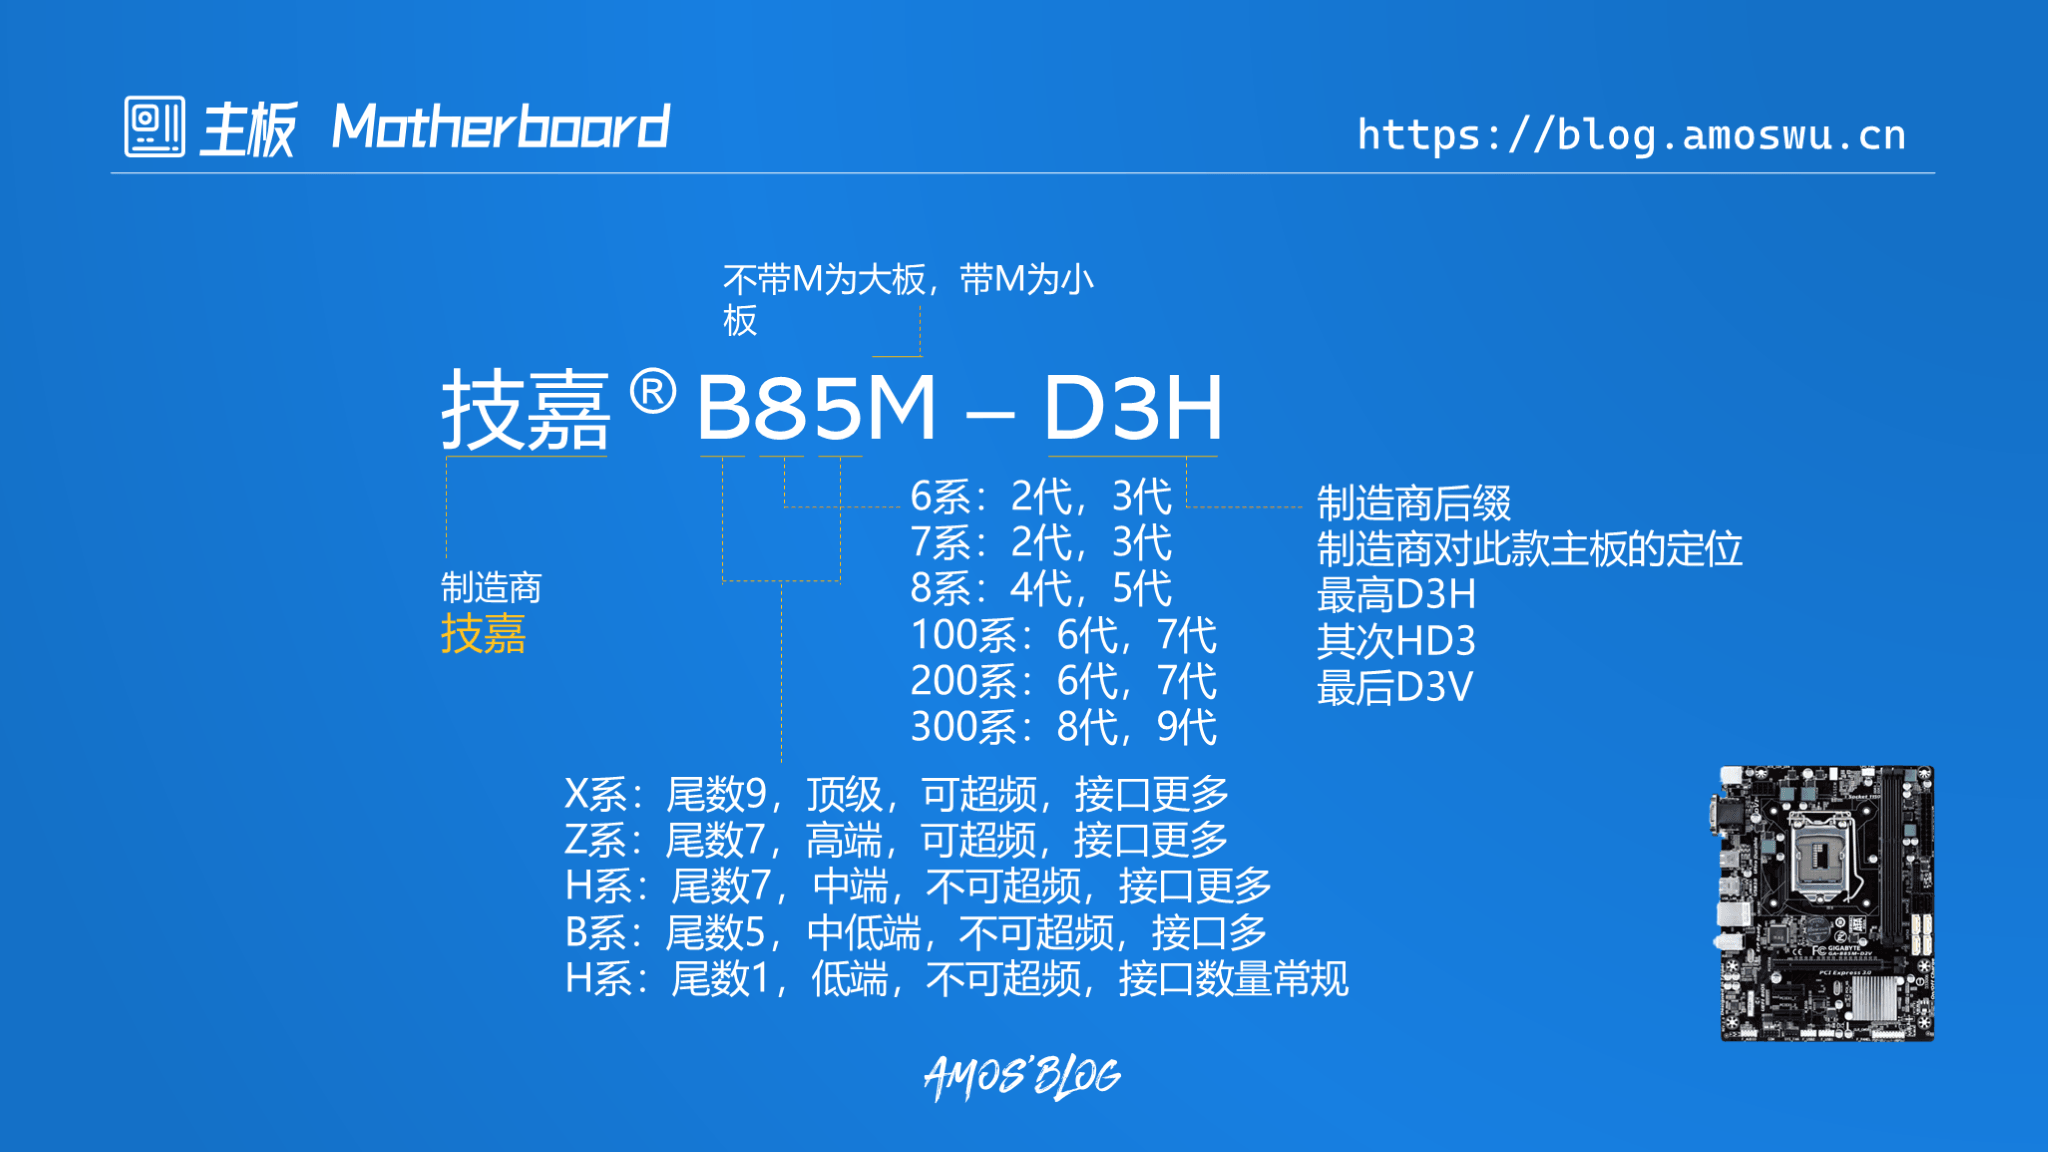 主板 Motherboard
https://blog.amoswu.cn
不带M为大板，带M为小
板
技嘉®B85M – D3H
制造商
技嘉
6系：2代，3代
7系：2代，3代
8系：4代，5代
100系：6代，7代
200系：6代，7代
300系：8代，9代
制造商后缀
制造商对此款主板的定位
最高D3H
其次HD3
最后D3V
X系：尾数9，顶级，可超频，接口更多
Z系：尾数7，高端，可超频，接口更多
H系：尾数7，中端，不可超频，接口更多
B系：尾数5，中低端，不可超频，接口多
H系：尾数1，低端，不可超频，接口数量常规
GIGABYTE
GA-B85M-D2V
PCI Express 3.0
AMOS'BLOG